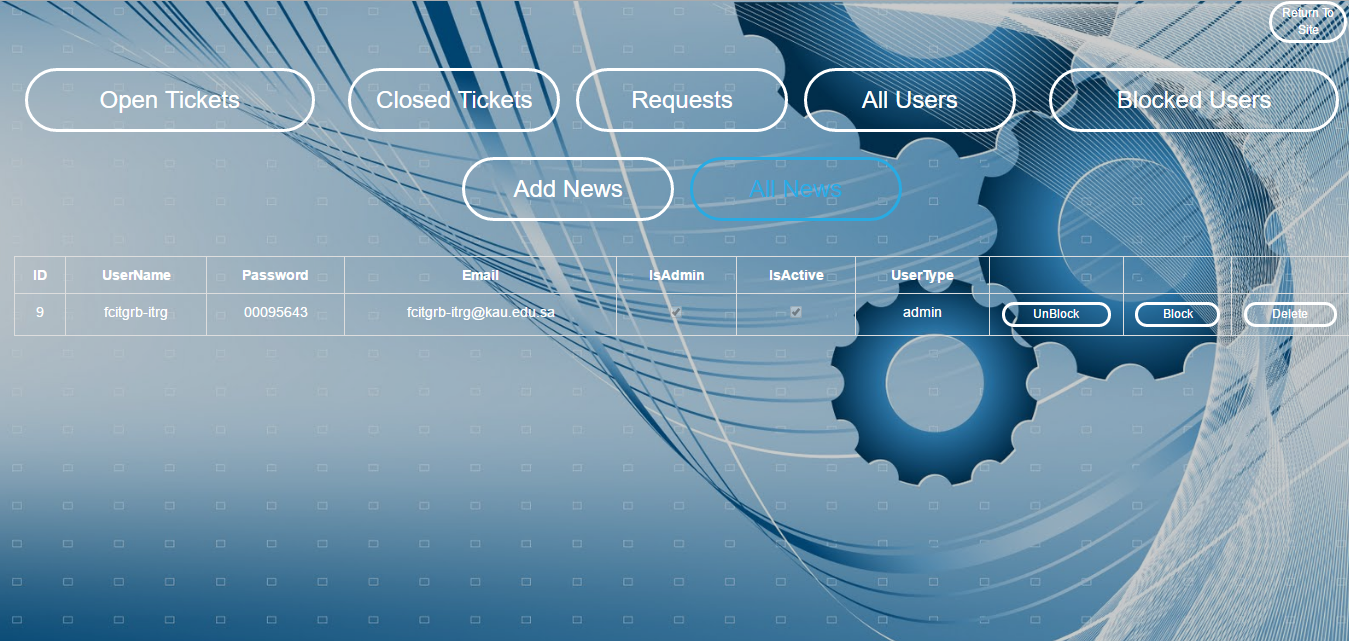 Return To
Site
Open Tickets Closed Tickets Requests All Users Blocked Users
Add News All News
ID UserName Password Email IsAdmin IsActive UserType
9 fcitgrb-itrg 00095643 fcitgrb-itrg@kau.edu.sa admin UnBlock Block Delete